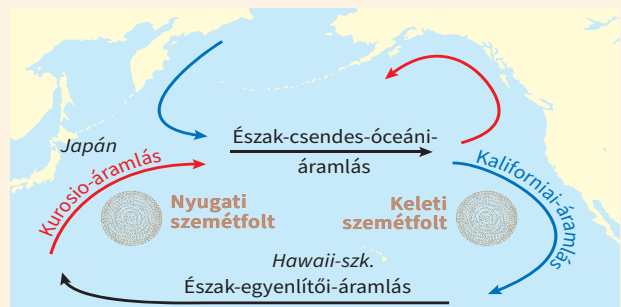 Japán
Kurosio-áramlás
Észak-csendes-óceáni-
áramlás
Kaliforniai-áramlás
Nyugati
szemétfolt
Keleti
szemétfolt
Hawaii-szk.
Észak-egyenlítői-áramlás